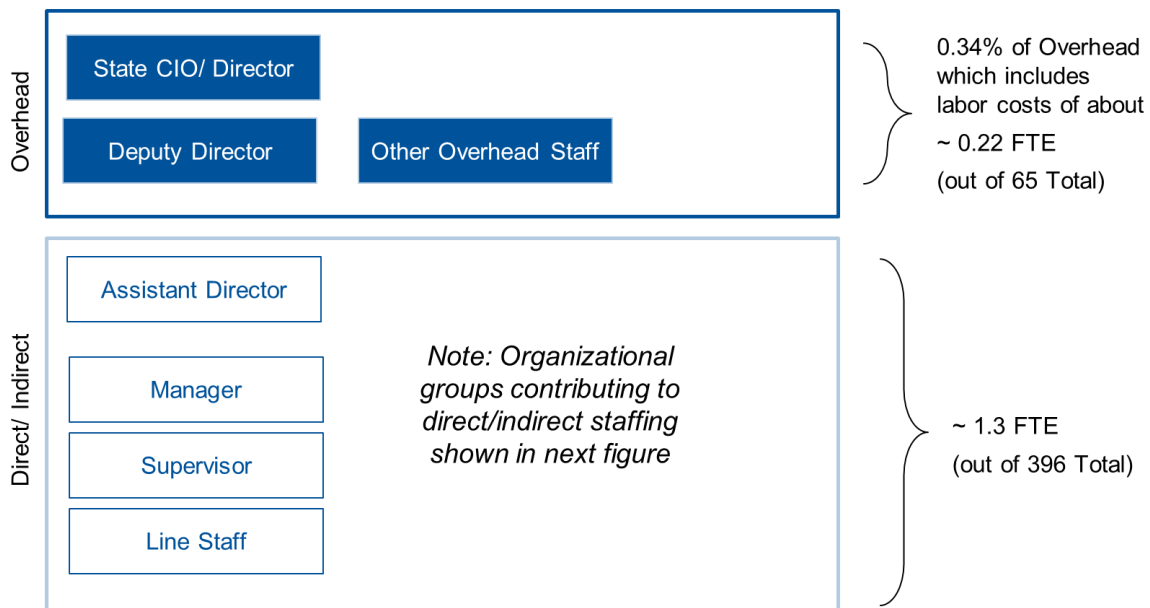 Overhead
State CIO/ Director
Deputy Director
Other Overhead Staff
0.34% of Overhead
which includes
labor costs of about
~ 0.22 FTE
(out of 65 Total)
Direct/ Indirect
Assistant Director
Manager
Supervisor
Line Staff
Note: Organizational
groups contributing to
direct/indirect staffing
shown in next figure
~ 1.3 FTE
(out of 396 Total)